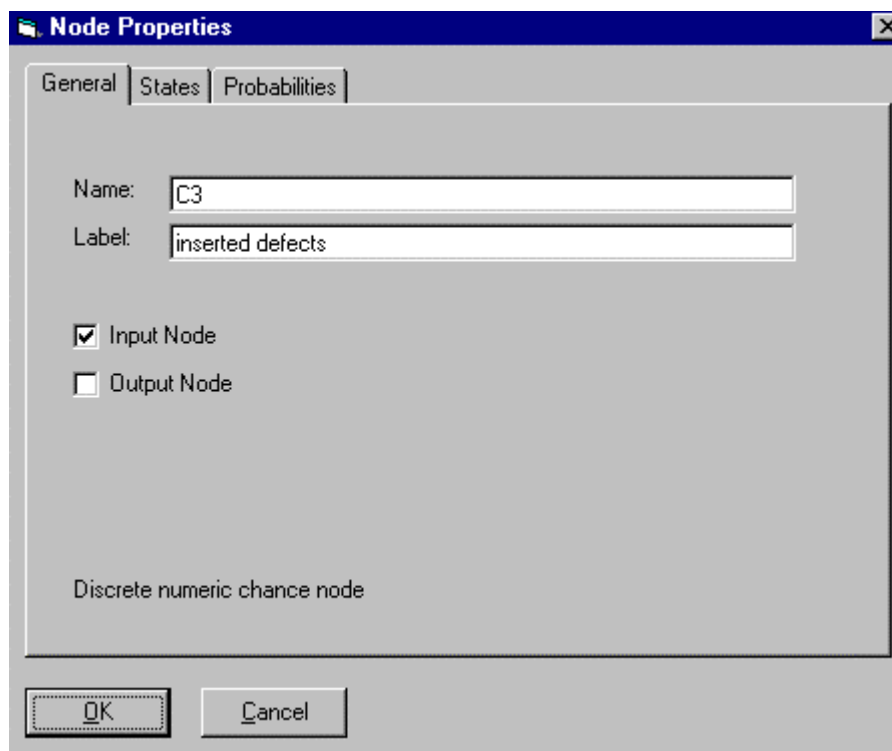 Node Properties
General States Probabilities
Name: C3
Label: inserted defects
Input Node
Output Node
Discrete numeric chance node
OK Cancel